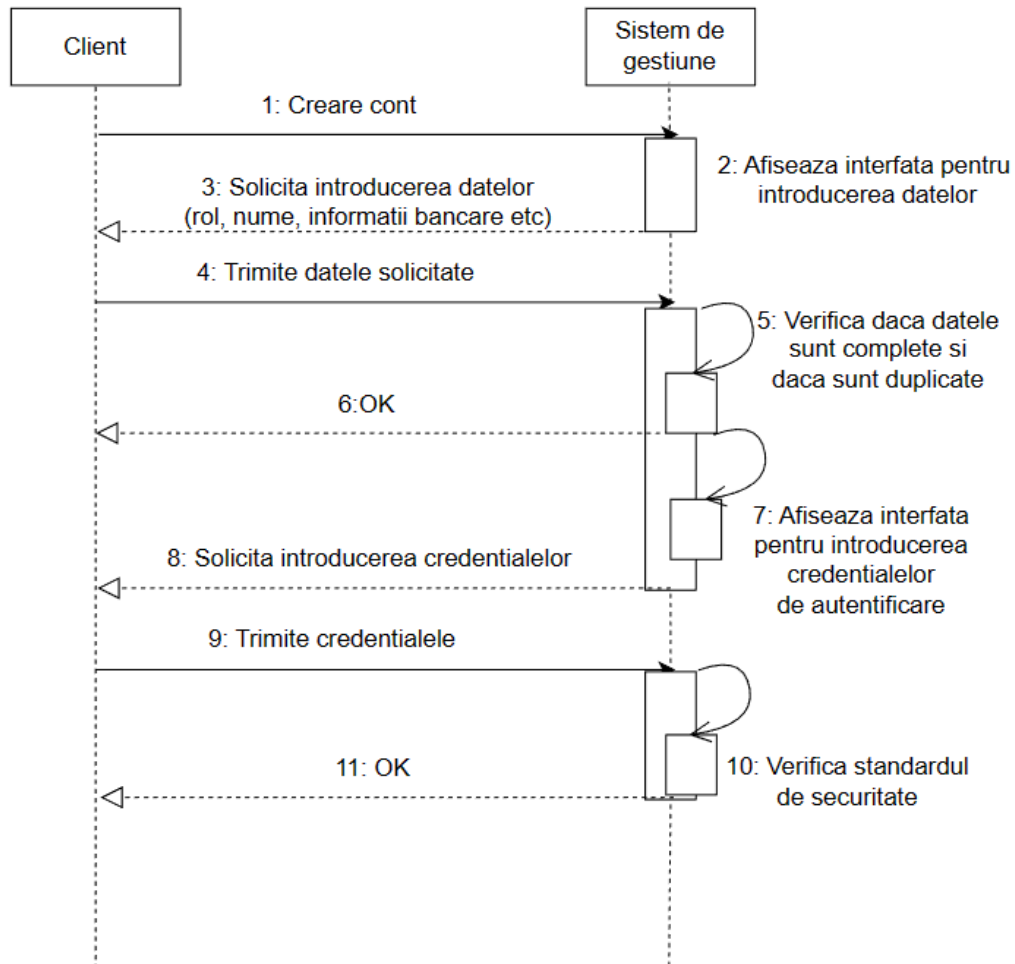 Client
Sistem de
gestiune
1: Creare cont
2: Afiseaza interfata pentru
introducerea datelor
3: Solicita introducerea datelor
(rol, nume, informatii bancare etc)
4: Trimite datele solicitate
5: Verifica daca datele
sunt complete si
daca sunt duplicate
6:OK
7: Afiseaza interfata
pentru introducerea
credentialelor
de autentificare
8: Solicita introducerea credentialelor
9: Trimite credentialele
10: Verifica standardul
de securitate
11: OK